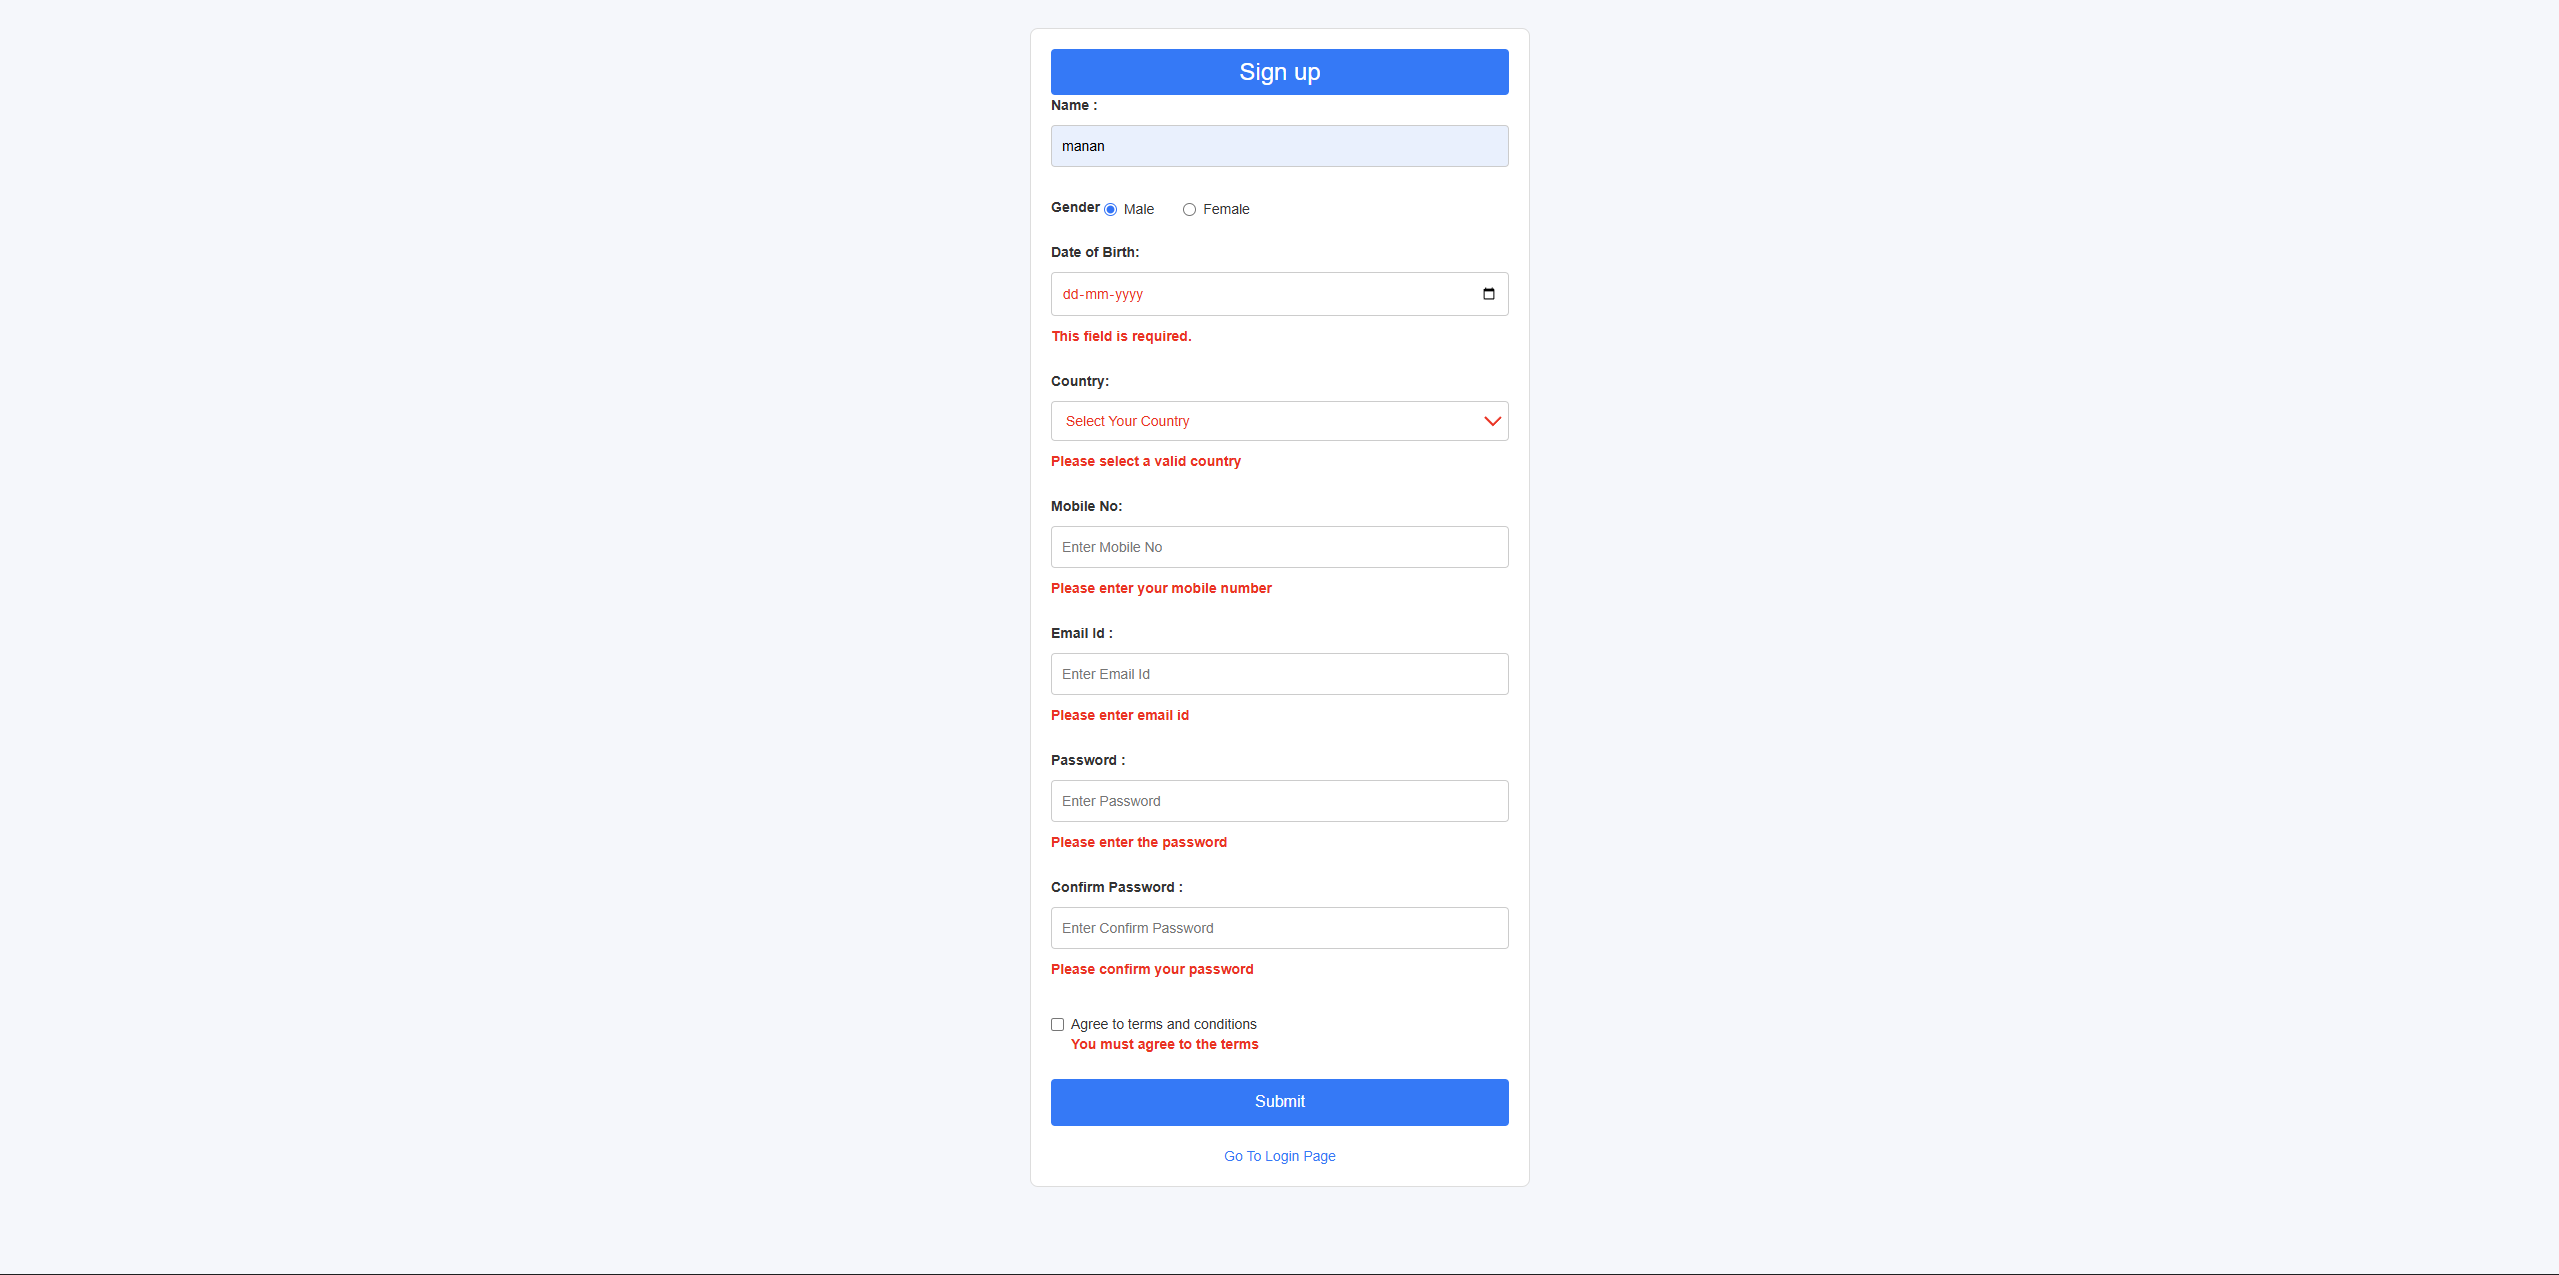 Sign up
Name :
manan
Gender Male Female
Date of Birth:
dd-mm-yyyy
This field is required.
Country:
Select Your Country
Please select a valid country
Mobile No:
Enter Mobile No
Please enter your mobile number
Email Id :
Enter Email Id
Please enter email id
Password :
Enter Password
Please enter the password
Confirm Password :
Enter Confirm Password
Please confirm your password
Agree to terms and conditions
You must agree to the terms
Submit
Go To Login Page